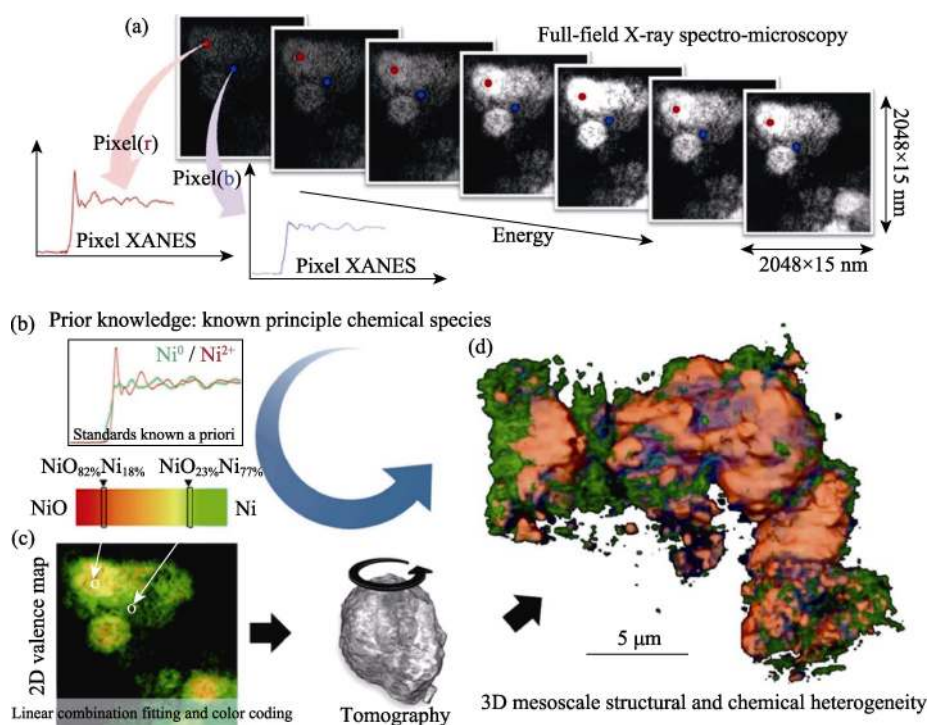 (a)
Full-field X-ray spectro-microscopy
Pixel(r)
Pixel(b)
Pixel XANES
Pixel XANES
Energy
2048×15 nm
2048×15 nm
(b)
Prior knowledge: known principle chemical species
Ni⁰ / Ni²⁺
Standards known a priori
NiO₈₂%Ni₁₈% NiO₂₃%Ni₇₇%
NiO
Ni
(c)
2D valence map
Linear combination fitting and color coding
Tomography
(d)
5 μm
3D mesoscale structural and chemical heterogeneity